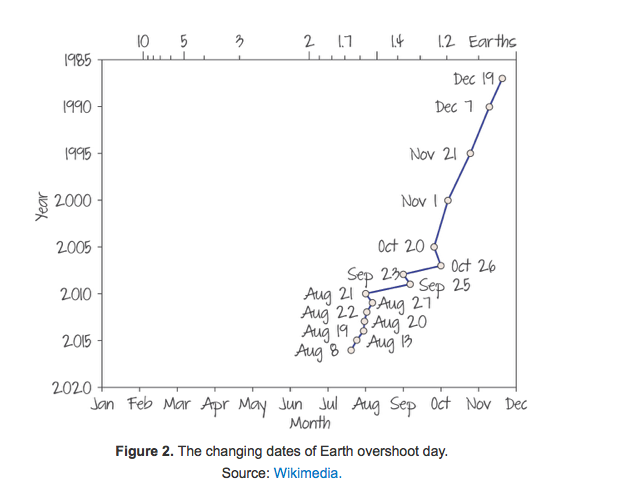 10 5 3 2 1.7 1.4 1.2 Earths
1985
Dec 19
1990
Dec 7
1995
Nov 21
Year
2000
Nov 1
2005
Oct 20
Oct 26
Sep 23
Sep 25
2010
Aug 21
Aug 27
Aug 22
Aug 20
Aug 19
2015
Aug 13
Aug 8
2020
Jan Feb Mar Apr May Jun Jul Aug Sep Oct Nov Dec
Month
Figure 2. The changing dates of Earth overshoot day.
Source: Wikimedia.